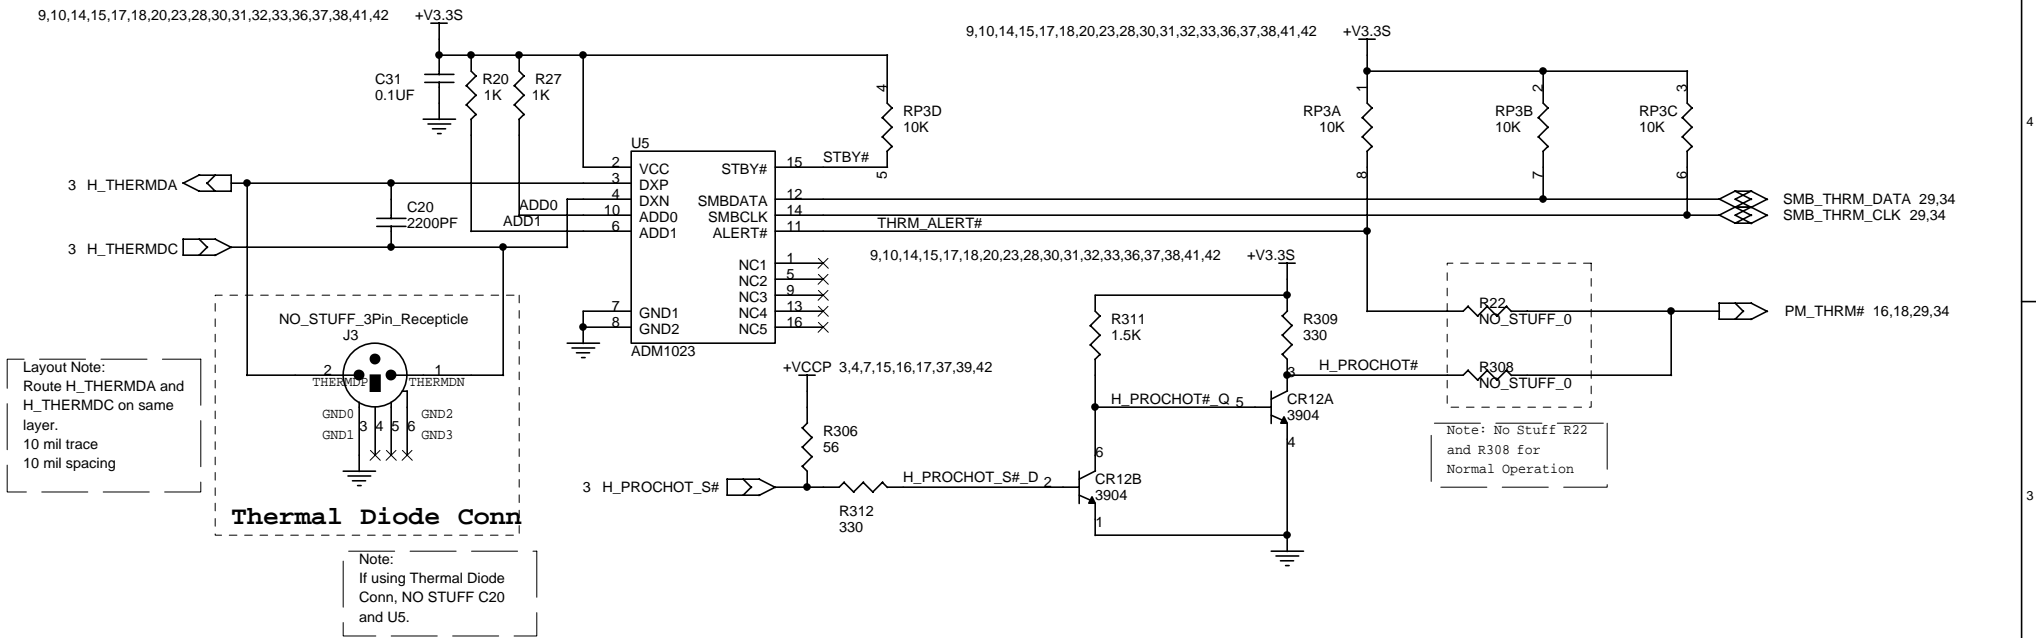 9,10,14,15,17,18,20,23,28,30,31,32,33,36,37,38,41,42 +V3.3S
9,10,14,15,17,18,20,23,28,30,31,32,33,36,37,38,41,42 +V3.3S
C31
0.1UF
R20
1K
R27
1K
4
RP3D
10K
5
1
RP3A
10K
8
2
RP3B
10K
7
3
RP3C
10K
6
4
U5
2 VCC
3 DXP
4 DXN
10 ADD0
6 ADD1
7 GND1
8 GND2
STBY# 15
SMBDATA 12
SMBCLK 14
ALERT# 11
NC1 1
NC2 5
NC3 9
NC4 13
NC5 16
ADM1023
STBY#
ADD0
ADD1
THRM_ALERT#
3 H_THERMDA
C20
2200PF
3 H_THERMDC
SMB_THRM_DATA 29,34
SMB_THRM_CLK 29,34
9,10,14,15,17,18,20,23,28,30,31,32,33,36,37,38,41,42 +V3.3S
R311
1.5K
R309
330
R22
NO_STUFF_0
PM_THRM# 16,18,29,34
H_PROCHOT#
R308
NO_STUFF_0
NO_STUFF_3Pin_Recepticle
J3
2
THERMDP
1
THERMDN
GND0
GND1
3
4
5
6
GND2
GND3
Thermal Diode Conn
Layout Note:
Route H_THERMDA and
H_THERMDC on same
layer.
10 mil trace
10 mil spacing
Note:
If using Thermal Diode
Conn, NO STUFF C20
and U5.
+VCCP 3,4,7,15,16,17,37,39,42
R306
56
3 H_PROCHOT_S#
R312
330
H_PROCHOT_S#_D 2
6
CR12B
3904
1
H_PROCHOT#_Q 5
3
CR12A
3904
4
Note: No Stuff R22
and R308 for
Normal Operation
3